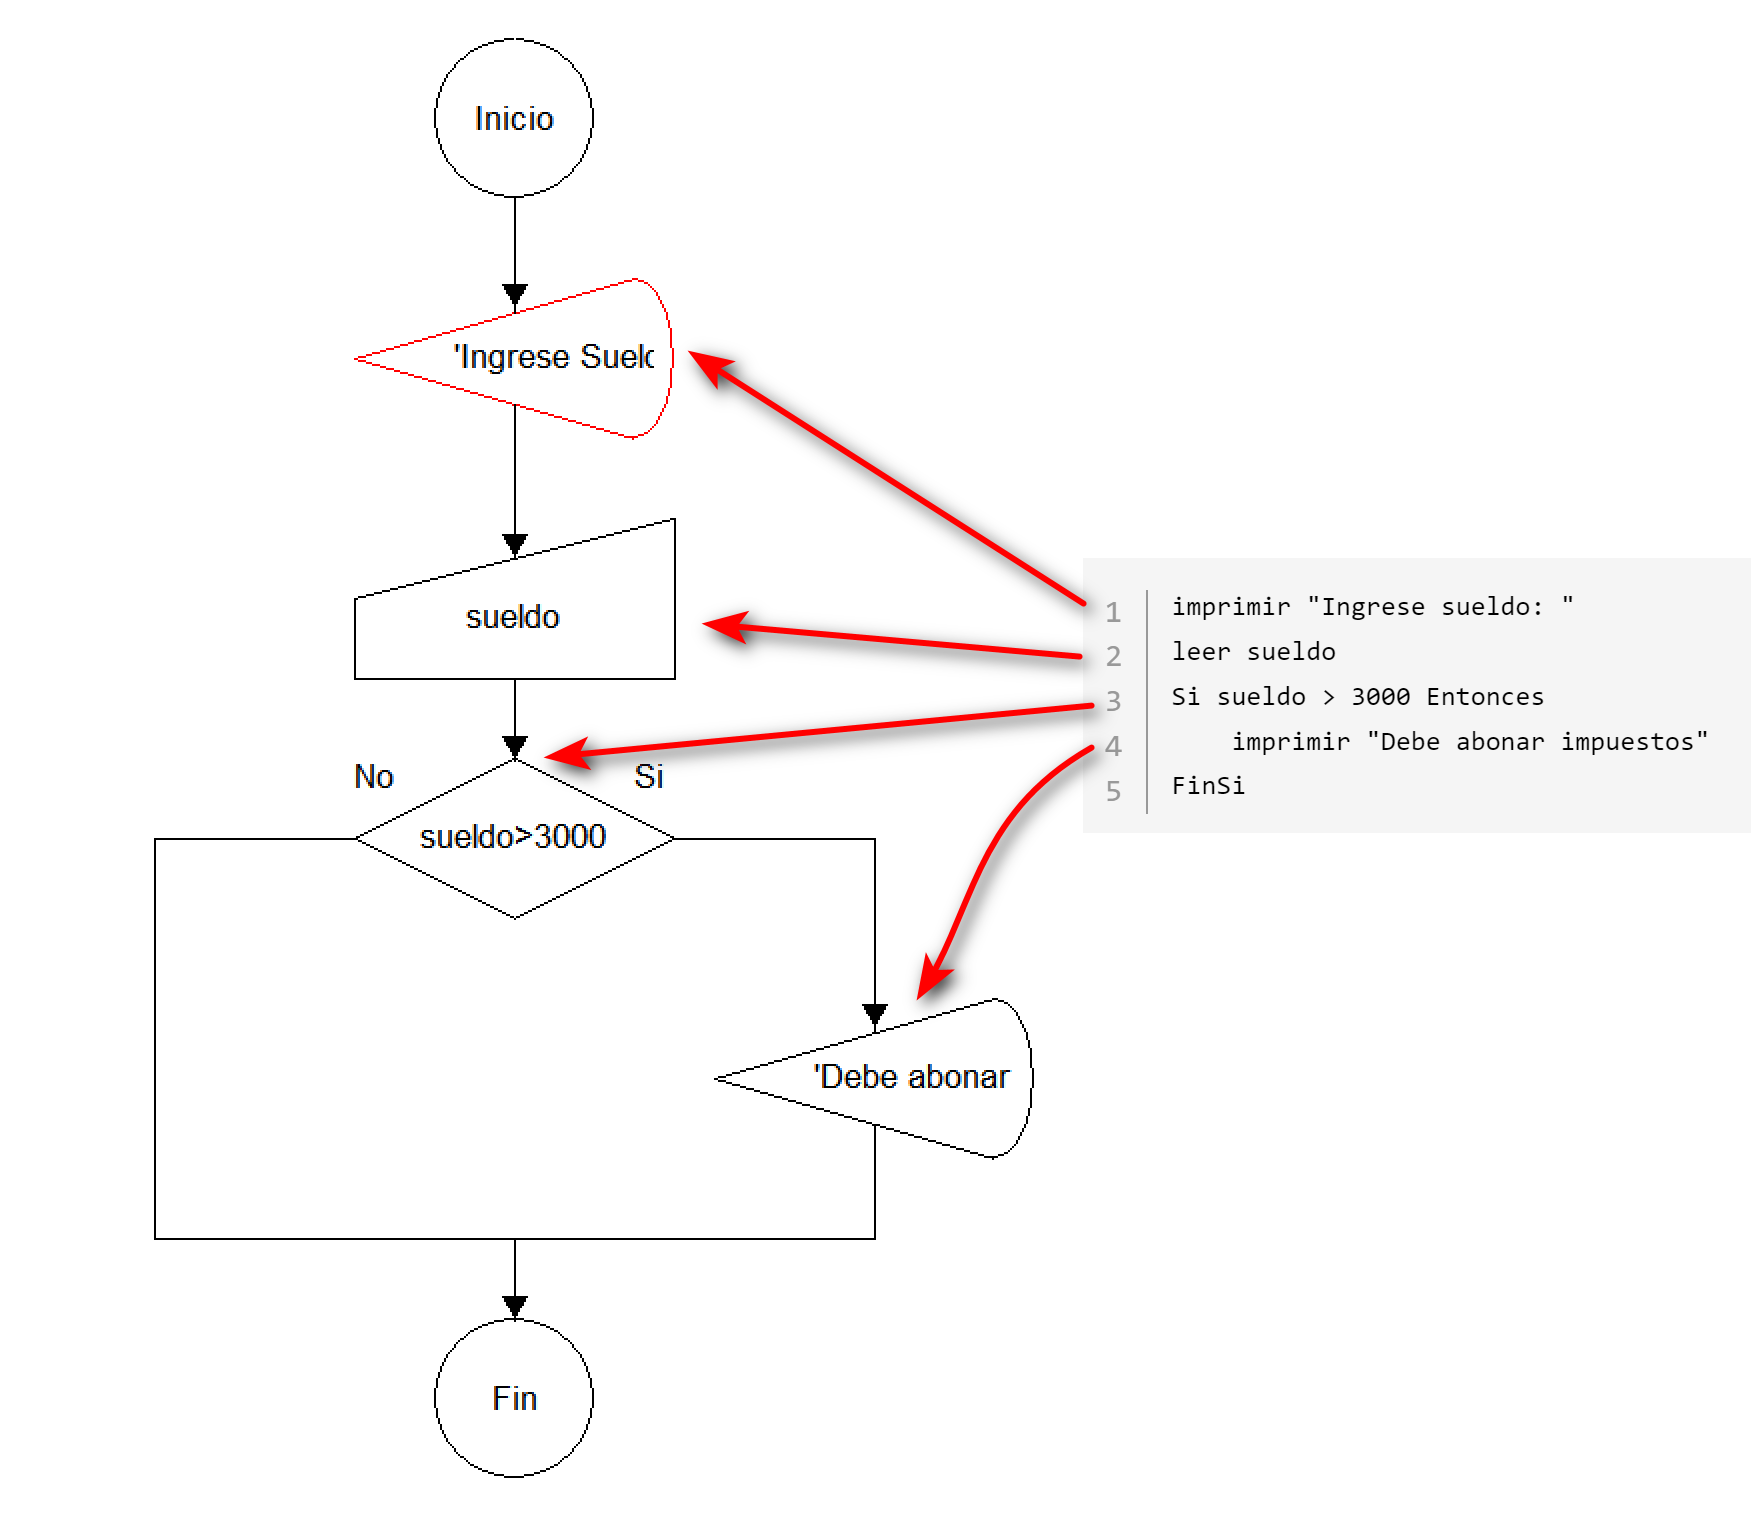 Inicio
'Ingrese Sueld
sueldo
No
Si
sueldo>3000
'Debe abonar
Fin
1 imprimir "Ingrese sueldo: "
2 leer sueldo
3 Si sueldo > 3000 Entonces
4 imprimir "Debe abonar impuestos"
5 FinSi